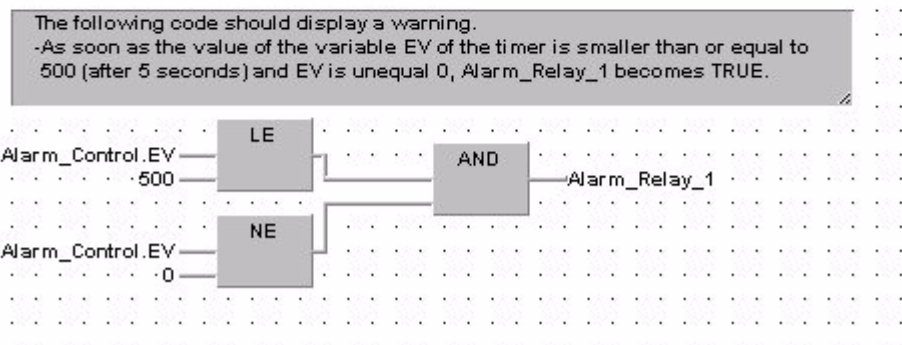 The following code should display a warning.
-As soon as the value of the variable EV of the timer is smaller than or equal to
500 (after 5 seconds) and EV is unequal 0, Alarm_Relay_1 becomes TRUE.
LE
Alarm_Control.EV
500
AND
Alarm_Relay_1
NE
Alarm_Control.EV
0